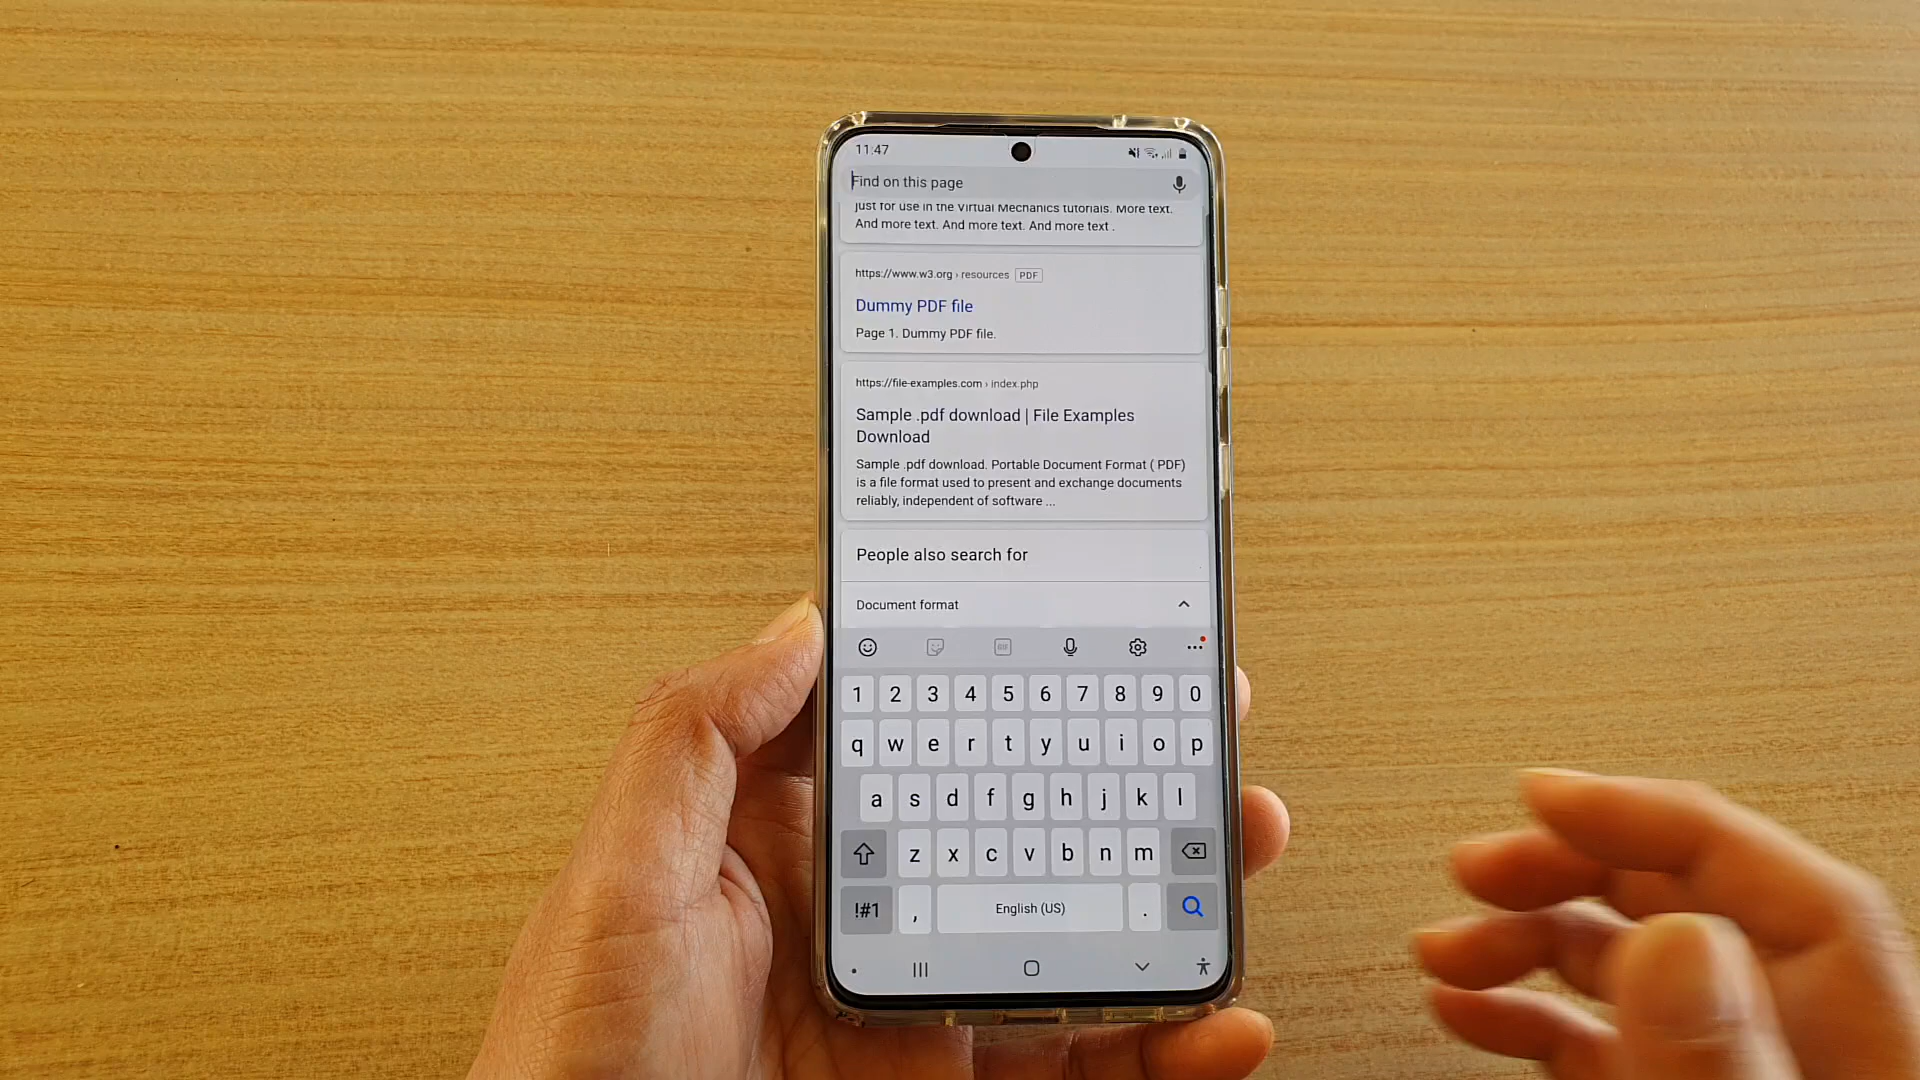 11:47
Find on this page
just for use in the Virtual Mechanics tutorials. More text.
And more text. And more text. And more text .
https://www.w3.org › resources PDF
Dummy PDF file
Page 1. Dummy PDF file.
https://file-examples.com › index.php
Sample .pdf download | File Examples
Download
Sample .pdf download. Portable Document Format ( PDF)
is a file format used to present and exchange documents
reliably, independent of software ...
People also search for
Document format
GIF
1 2 3 4 5 6 7 8 9 0
q w e r t y u i o p
a s d f g h j k l
z x c v b n m
!#1 , English (US) .